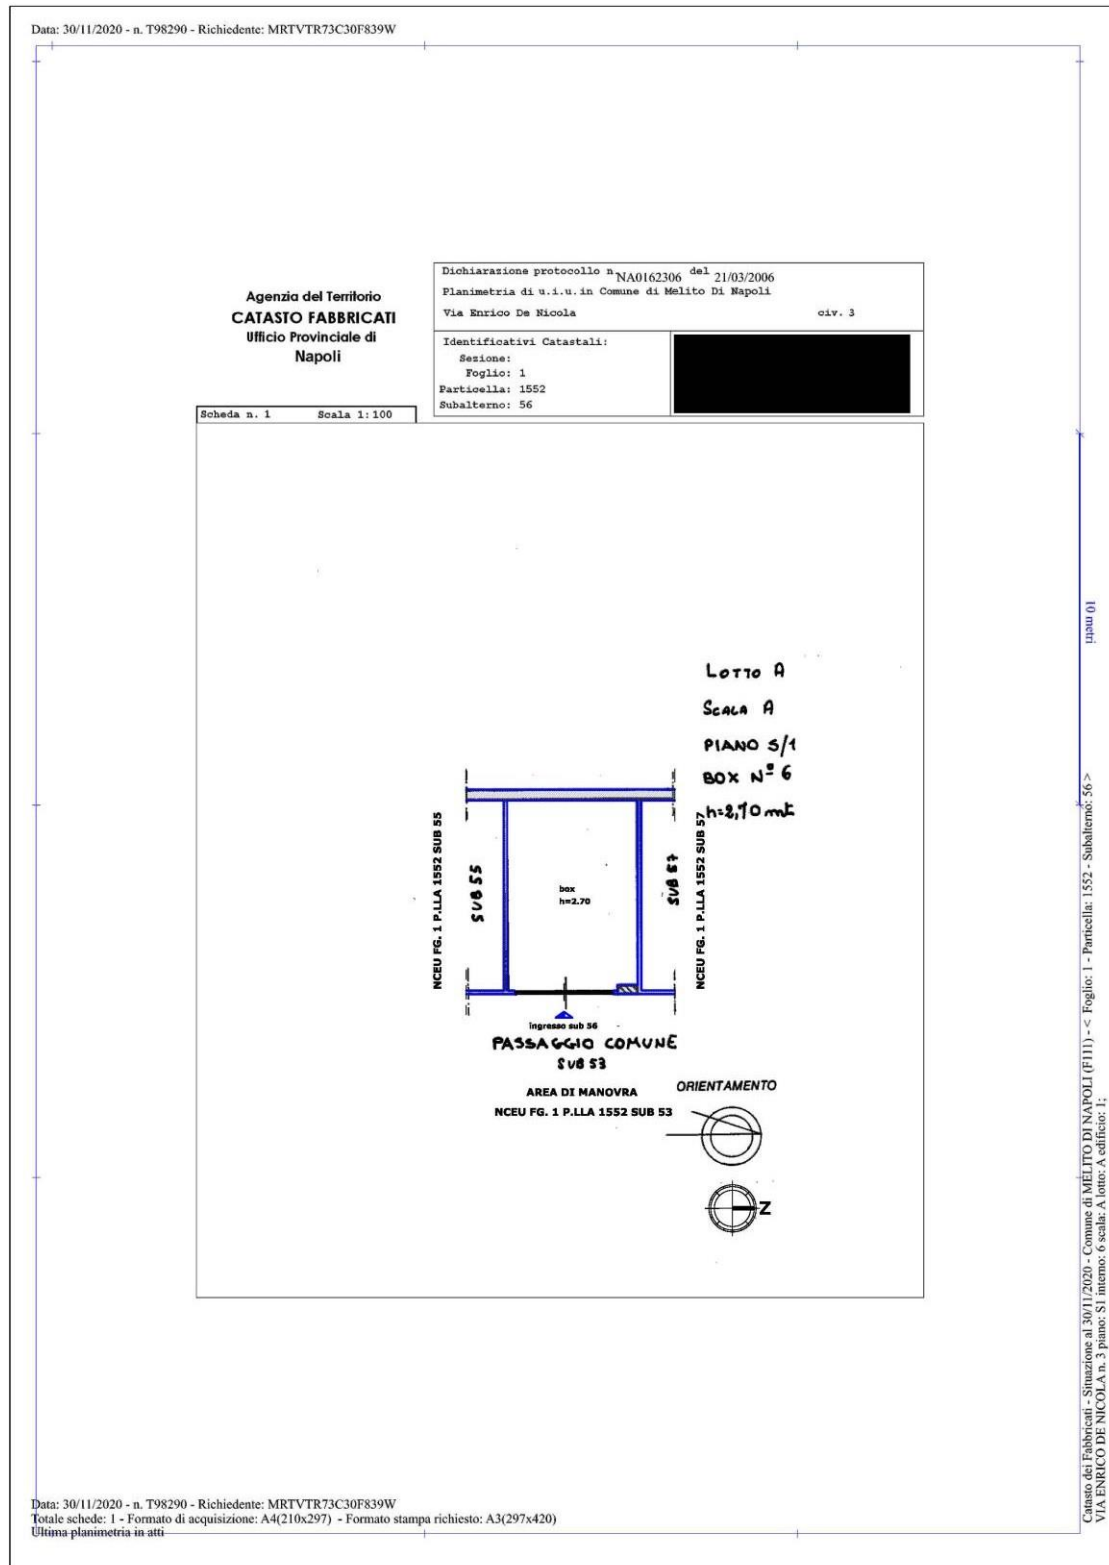 Data: 30/11/2020 - n. T98290 - Richiedente: MRTVTR73C30F839W
Agenzia del Territorio
CATASTO FABBRICATI
Ufficio Provinciale di
Napoli
Dichiarazione protocollo n. NA0162306 del 21/03/2006
Planimetria di u.i.u. in Comune di Melito Di Napoli
Via Enrico De Nicola civ. 3
Identificativi Catastali:
Sezione:
Foglio: 1
Particella: 1552
Subalterno: 56
Scheda n. 1 Scala 1:100
10 metri
LOTTO A
SCALA A
PIANO S/1
BOX Nº 6
h=2,70 mt
NCEU FG. 1 P.LLA 1552 SUB 55
SUB 55
box
h=2.70
SUB 57
NCEU FG. 1 P.LLA 1552 SUB 57
ingresso sub 56
PASSAGGIO COMUNE
SUB 53
AREA DI MANOVRA
NCEU FG. 1 P.LLA 1552 SUB 53
ORIENTAMENTO
Z
Catasto dei Fabbricati - Situazione al 30/11/2020 - Comune di MELITO DI NAPOLI (F111) - < Foglio: 1 - Particella: 1552 - Subalterno: 56 >
VIA ENRICO DE NICOLA n. 3 piano: S1 interno: 6 scala: A lotto: A edificio: 1;
Data: 30/11/2020 - n. T98290 - Richiedente: MRTVTR73C30F839W
Totale schede: 1 - Formato di acquisizione: A4(210x297) - Formato stampa richiesto: A3(297x420)
Ultima planimetria in atti